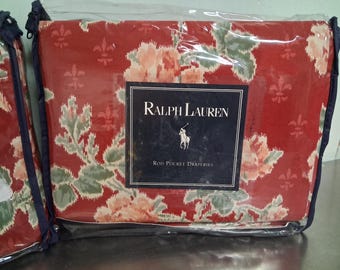 RALPH LAUREN
ROD POCKET DRAPERIES